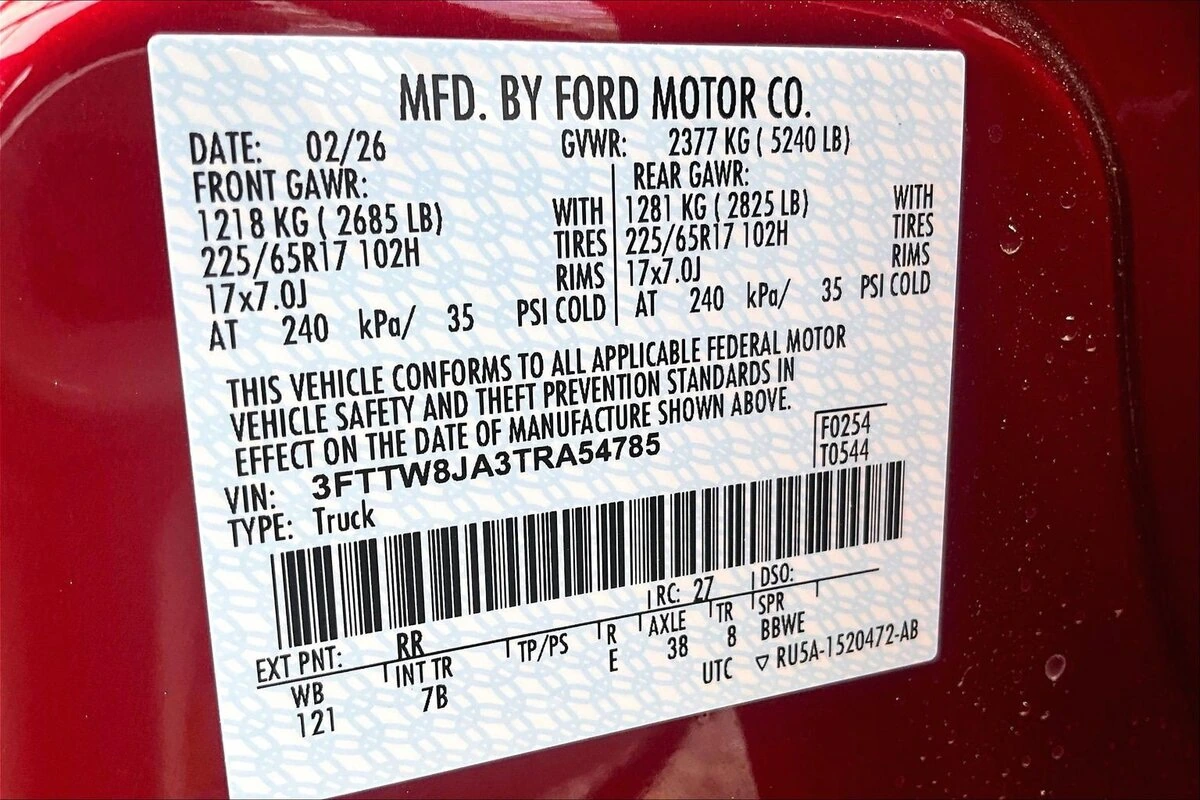 MFD. BY FORD MOTOR CO.
DATE: 02/26 GVWR: 2377 KG ( 5240 LB)
FRONT GAWR: REAR GAWR:
1218 KG ( 2685 LB) WITH 1281 KG ( 2825 LB) WITH
225/65R17 102H TIRES 225/65R17 102H TIRES
17x7.0J RIMS 17x7.0J RIMS
AT 240 kPa/ 35 PSI COLD AT 240 kPa/ 35 PSI COLD
THIS VEHICLE CONFORMS TO ALL APPLICABLE FEDERAL MOTOR
VEHICLE SAFETY AND THEFT PREVENTION STANDARDS IN
EFFECT ON THE DATE OF MANUFACTURE SHOWN ABOVE.
F0254
VIN: 3FTTW8JA3TRA54785
T0544
TYPE: Truck
EXT PNT: RR RC: 27 DSO:
WB INT TR TP/PS R AXLE TR SPR
121 7B E 38 8 BBWE
UTC ▽ RU5A-1520472-AB